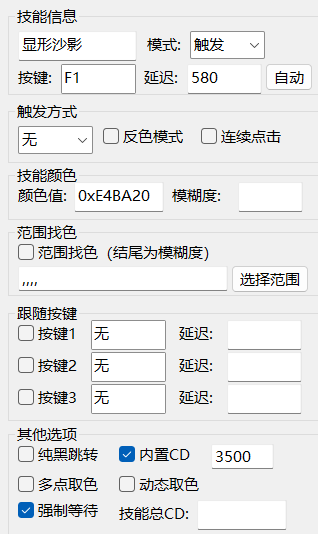 技能信息
显形沙影 模式: 触发
按键: F1 延迟: 580 自动
触发方式
无 反色模式 连续点击
技能颜色
颜色值: 0xE4BA20 模糊度:
范围找色
范围找色（结尾为模糊度）
,,,, 选择范围
跟随按键
按键1 无 延迟:
按键2 无 延迟:
按键3 无 延迟:
其他选项
纯黑跳转 内置CD 3500
多点取色 动态取色
强制等待 技能总CD: